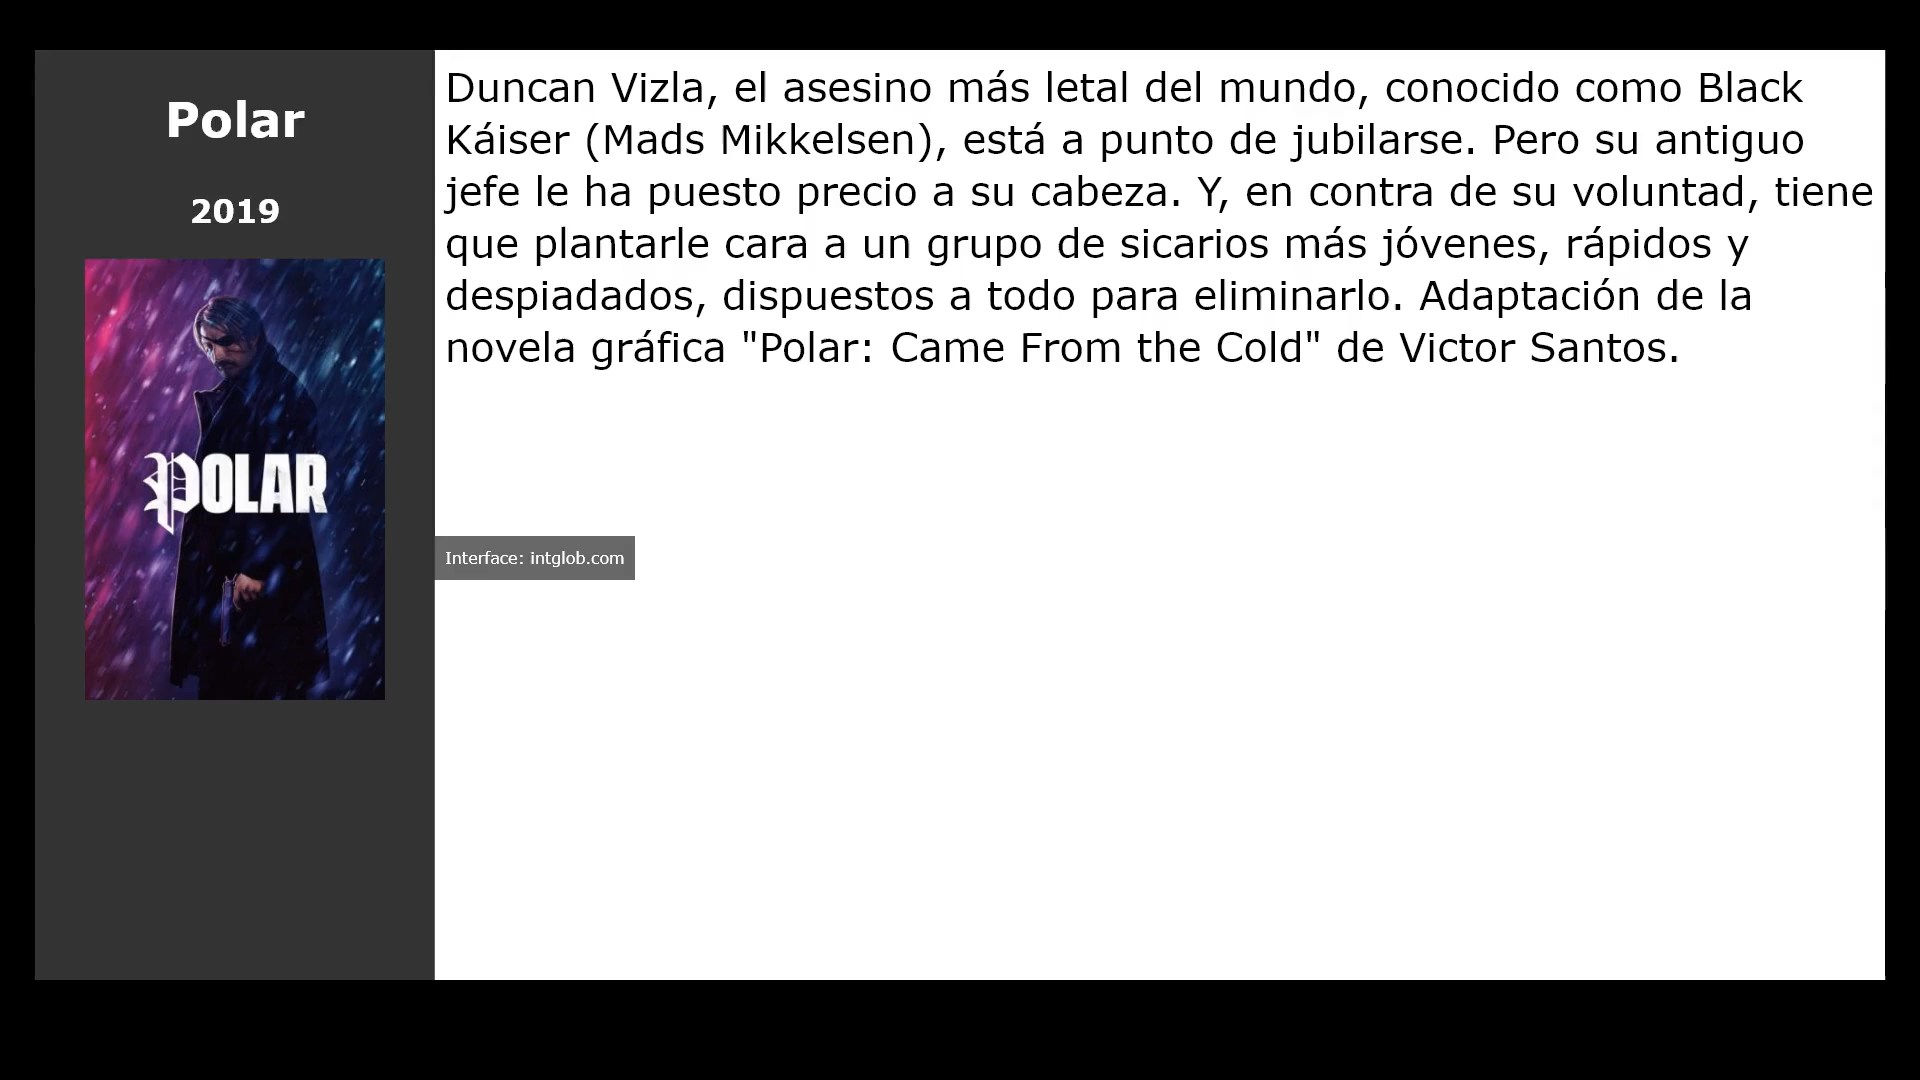 Polar
2019
POLAR
Duncan Vizla, el asesino más letal del mundo, conocido como Black
Káiser (Mads Mikkelsen), está a punto de jubilarse. Pero su antiguo
jefe le ha puesto precio a su cabeza. Y, en contra de su voluntad, tiene
que plantarle cara a un grupo de sicarios más jóvenes, rápidos y
despiadados, dispuestos a todo para eliminarlo. Adaptación de la
novela gráfica "Polar: Came From the Cold" de Victor Santos.
Interface: intglob.com